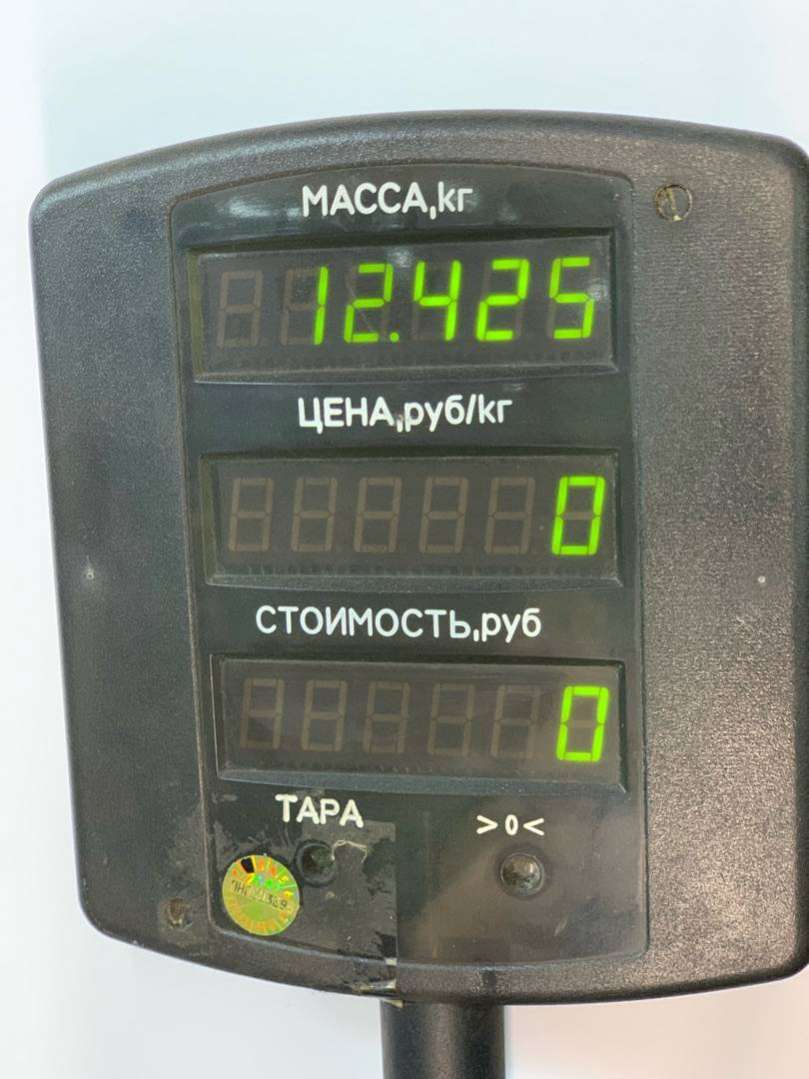 МАССА,кг
12.425
ЦЕНА,руб/кг
0
СТОИМОСТЬ,руб
0
ТАРА
>0<